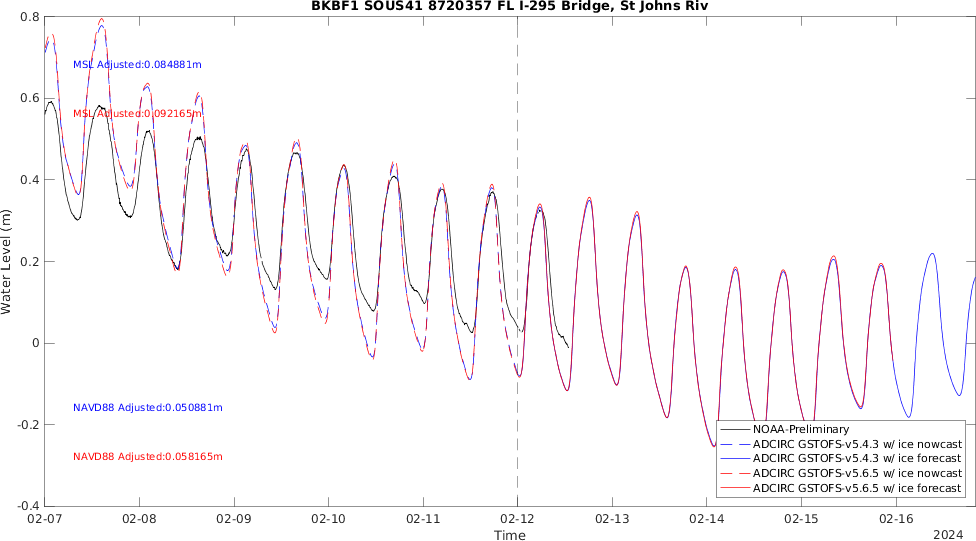 BKBF1 SOUS41 8720357 FL I-295 Bridge, St Johns Riv
0.8
0.6
0.4
0.2
0
-0.2
-0.4
Water Level (m)
MSL Adjusted:0.084881m
MSL Adjusted:0.092165m
NAVD88 Adjusted:0.050881m
NAVD88 Adjusted:0.058165m
NOAA-Preliminary
ADCIRC GSTOFS-v5.4.3 w/ ice nowcast
ADCIRC GSTOFS-v5.4.3 w/ ice forecast
ADCIRC GSTOFS-v5.6.5 w/ ice nowcast
ADCIRC GSTOFS-v5.6.5 w/ ice forecast
02-07 02-08 02-09 02-10 02-11 02-12 02-13 02-14 02-15 02-16
Time
2024